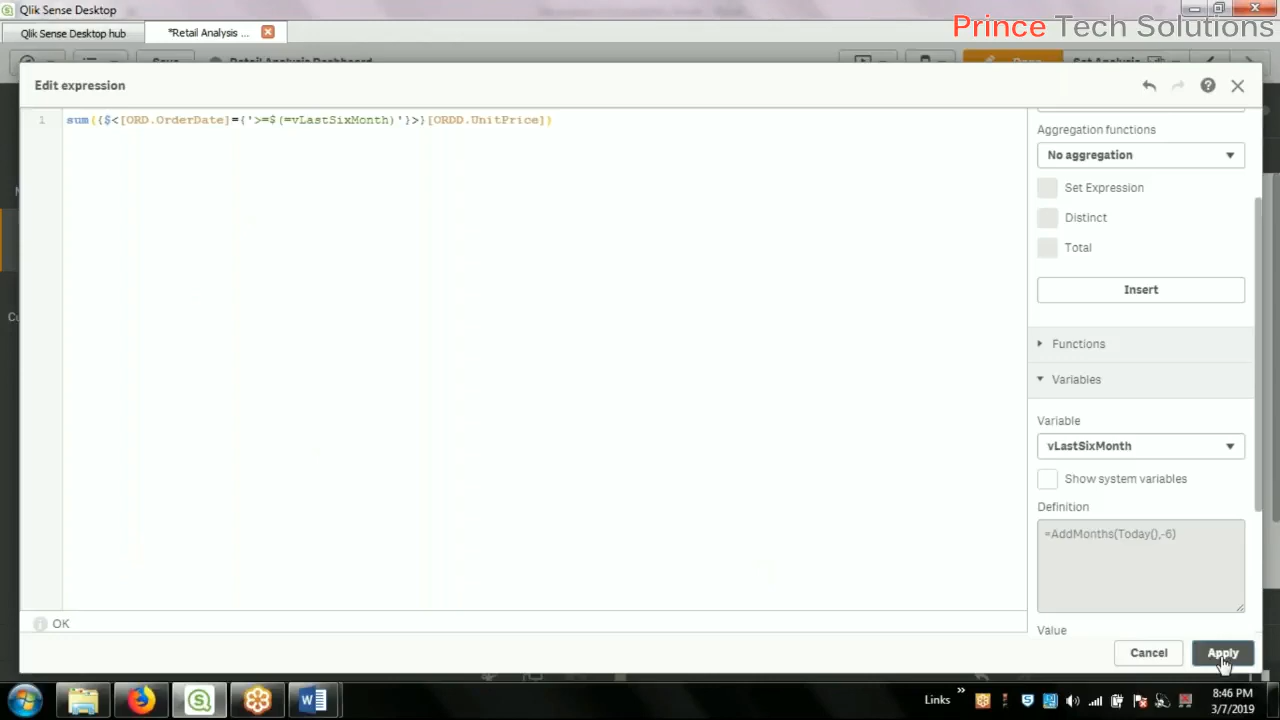 Qlik Sense Desktop
Prince Tech Solutions
Qlik Sense Desktop hub
*Retail Analysis ...
Edit expression
1
sum({$<[ORD.OrderDate]={'>=$(=vLastSixMonth)'}>}[ORDD.UnitPrice])
Aggregation functions
No aggregation
Set Expression
Distinct
Total
Insert
Functions
Variables
Variable
vLastSixMonth
Show system variables
Definition
=AddMonths(Today(),-6)
Value
OK
Cancel
Apply
Links
8:46 PM
3/7/2019